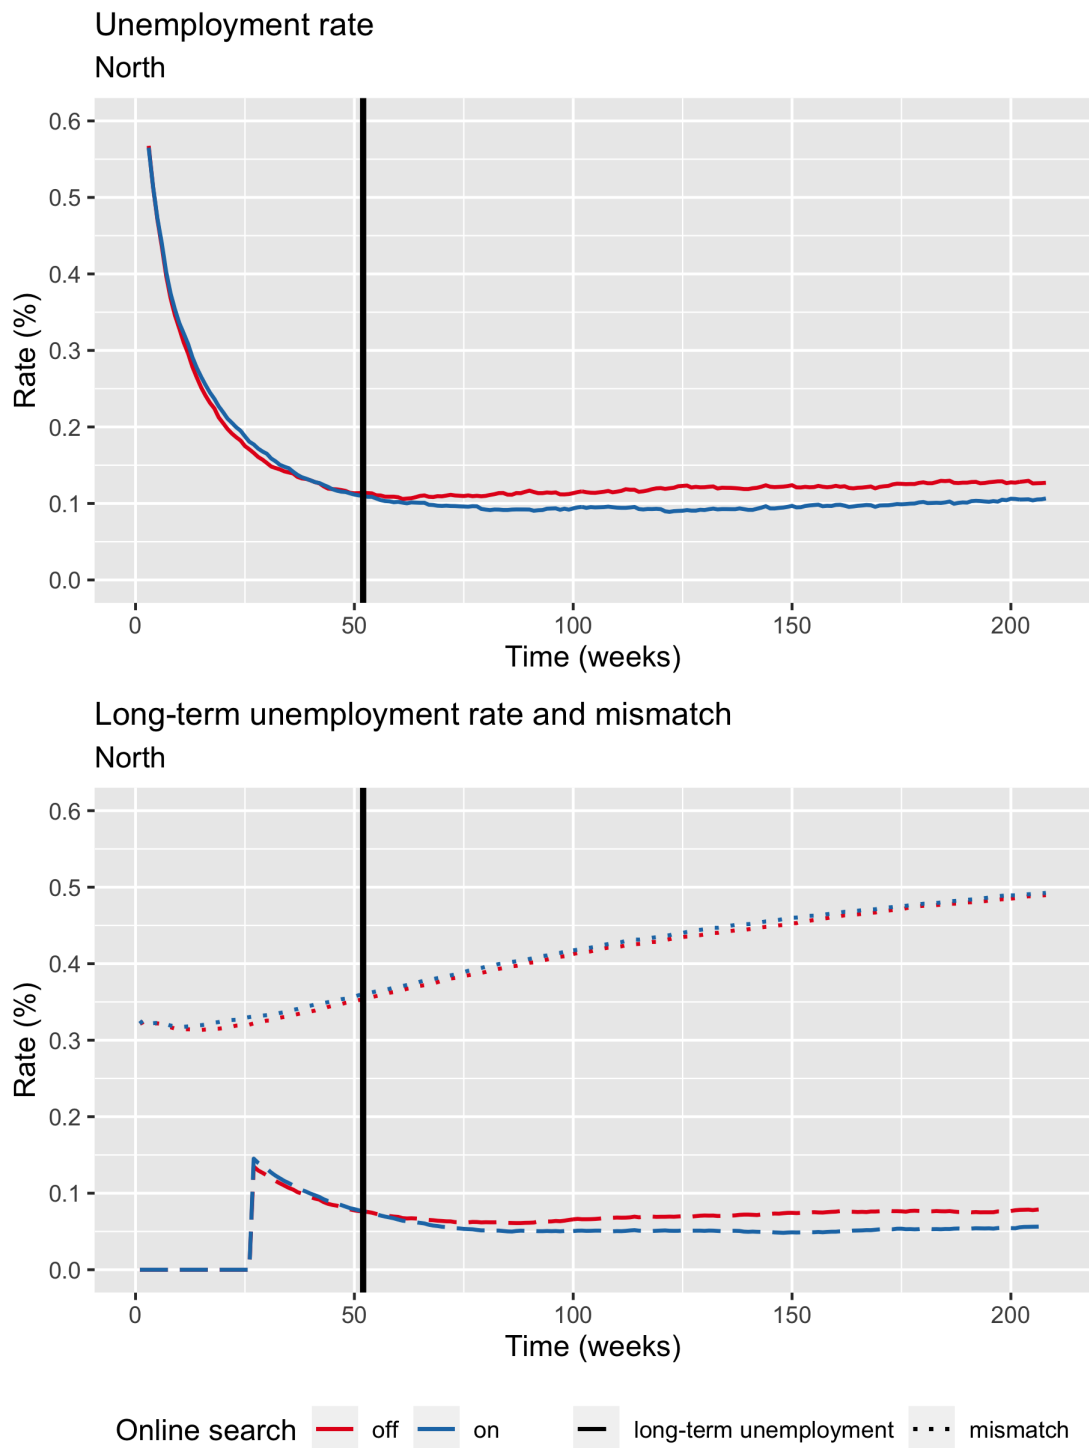 Unemployment rate
North
0.6
0.5
0.4
0.3
0.2
0.1
0.0
Rate (%)
0 50 100 150 200
Time (weeks)
Long-term unemployment rate and mismatch
North
0.6
0.5
0.4
0.3
0.2
0.1
0.0
Rate (%)
0 50 100 150 200
Time (weeks)
Online search off on long-term unemployment mismatch